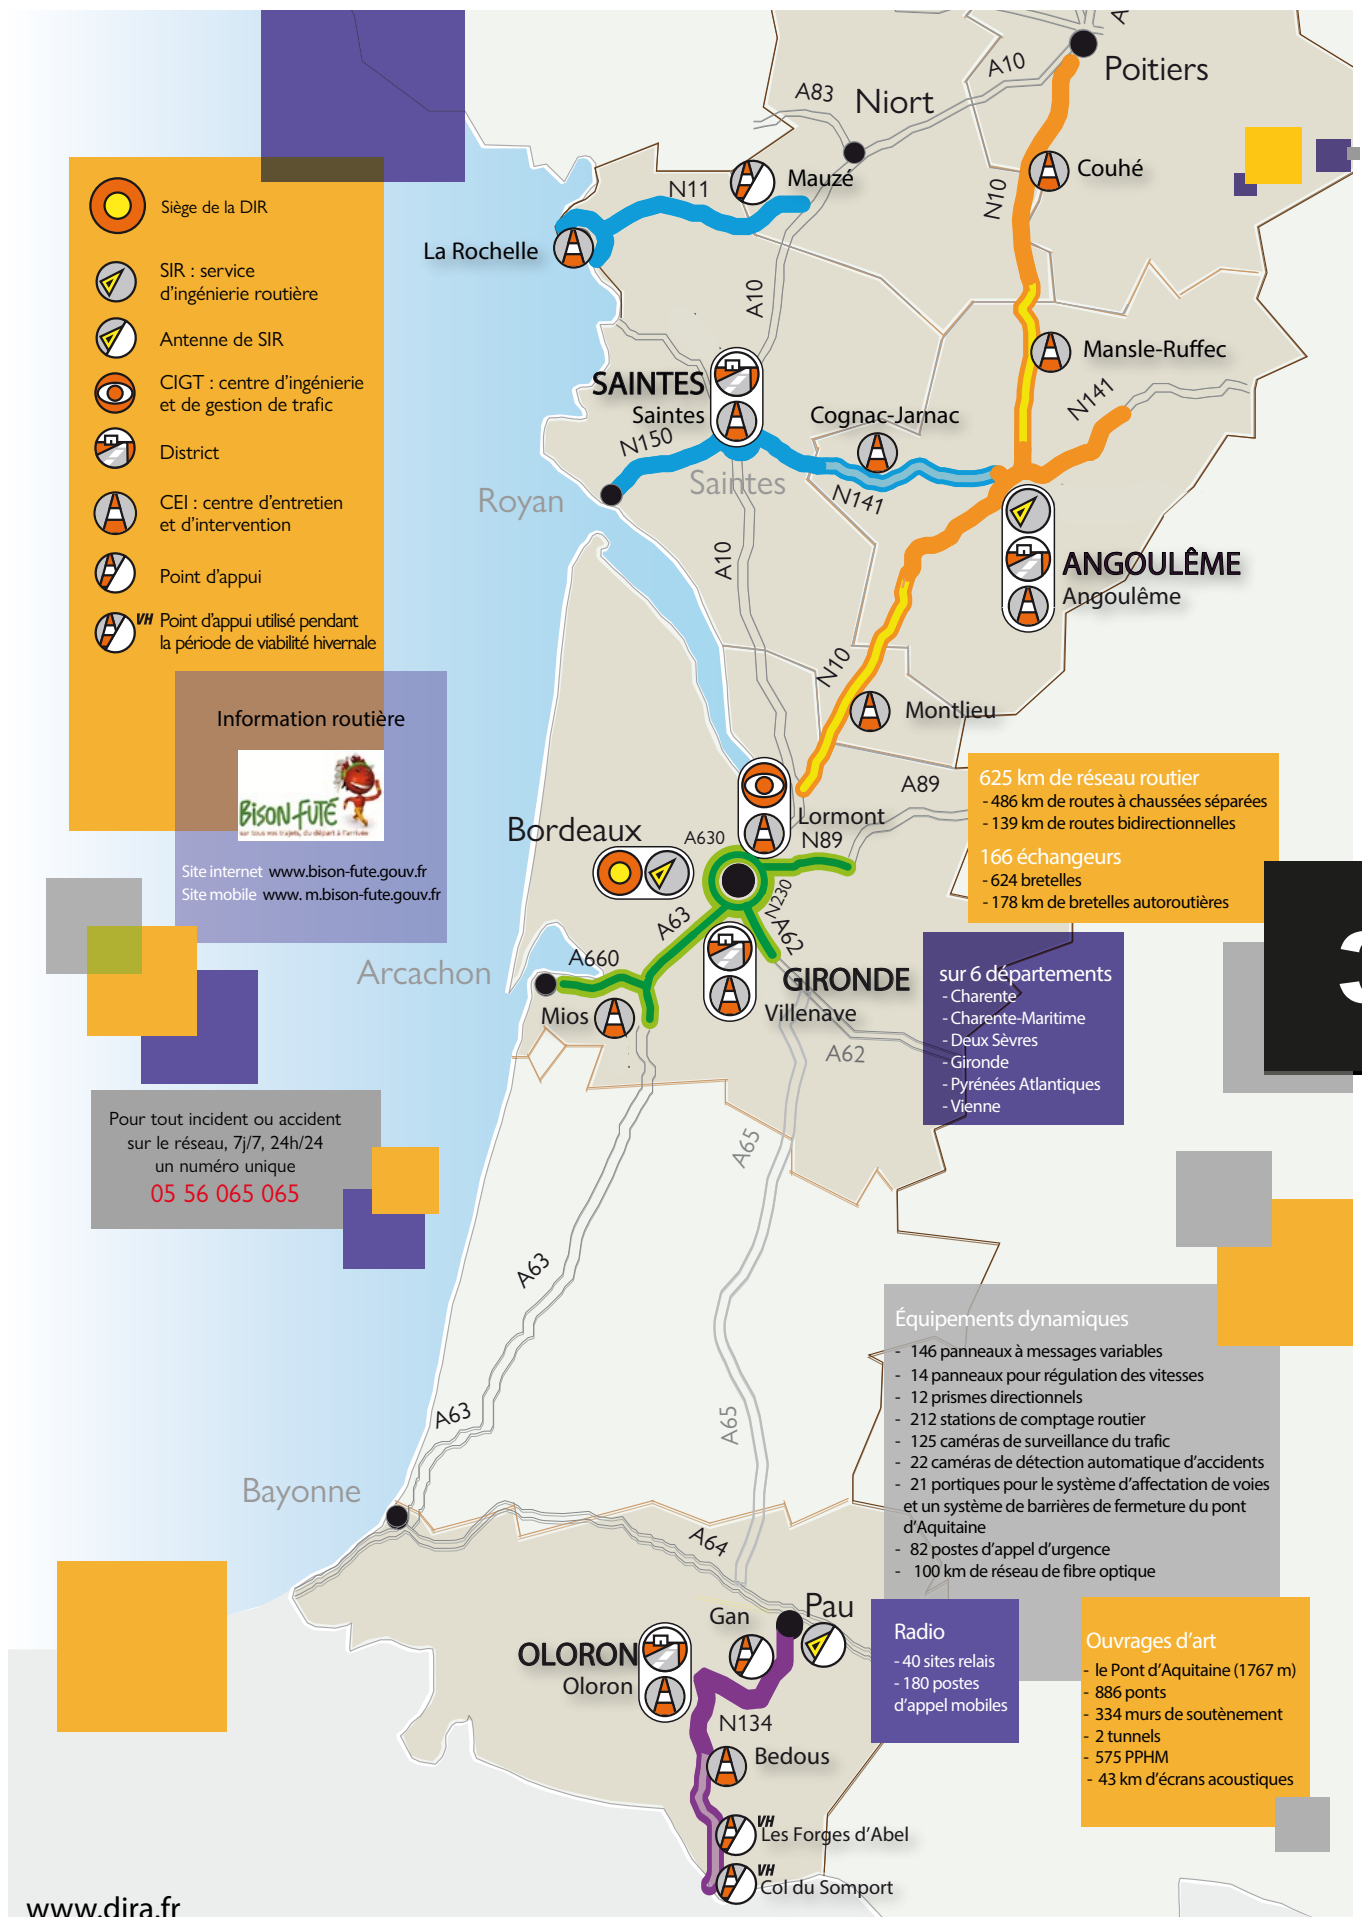 Poitiers
A10
A83
Niort
Couhé
Mauzé
N11
N10
La Rochelle
A10
Siège de la DIR
SIR : service
d'ingénierie routière
Antenne de SIR
CIGT : centre d'ingénierie
et de gestion de trafic
District
CEI : centre d'entretien
et d'intervention
Point d'appui
VH Point d'appui utilisé pendant
la période de viabilité hivernale
Mansle-Ruffec
SAINTES
Saintes
N141
Cognac-Jarnac
N150
Saintes
N141
Royan
A10
ANGOULÊME
Angoulême
N10
Montlieu
Information routière
BISON-FUTÉ
sur tous vos trajets, du départ à l'arrivée
Site internet www.bison-fute.gouv.fr
Site mobile www. m.bison-fute.gouv.fr
A89
Lormont
N89
Bordeaux
A630
N230
A63
A62
625 km de réseau routier
- 486 km de routes à chaussées séparées
- 139 km de routes bidirectionnelles
166 échangeurs
- 624 bretelles
- 178 km de bretelles autoroutières
3
Arcachon
A660
GIRONDE
Villenave
Mios
A62
sur 6 départements
- Charente
- Charente-Maritime
- Deux Sèvres
- Gironde
- Pyrénées Atlantiques
- Vienne
Pour tout incident ou accident
sur le réseau, 7j/7, 24h/24
un numéro unique
05 56 065 065
A65
A63
A63
A65
Équipements dynamiques
- 146 panneaux à messages variables
- 14 panneaux pour régulation des vitesses
- 12 prismes directionnels
- 212 stations de comptage routier
- 125 caméras de surveillance du trafic
- 22 caméras de détection automatique d'accidents
- 21 portiques pour le système d'affectation de voies
et un système de barrières de fermeture du pont
d'Aquitaine
- 82 postes d'appel d'urgence
- 100 km de réseau de fibre optique
Bayonne
A64
Pau
Gan
OLORON
Oloron
N134
Bedous
VH
Les Forges d'Abel
VH
Col du Somport
Radio
- 40 sites relais
- 180 postes
d'appel mobiles
Ouvrages d'art
- le Pont d'Aquitaine (1767 m)
- 886 ponts
- 334 murs de soutènement
- 2 tunnels
- 575 PPHM
- 43 km d'écrans acoustiques
www.dira.fr